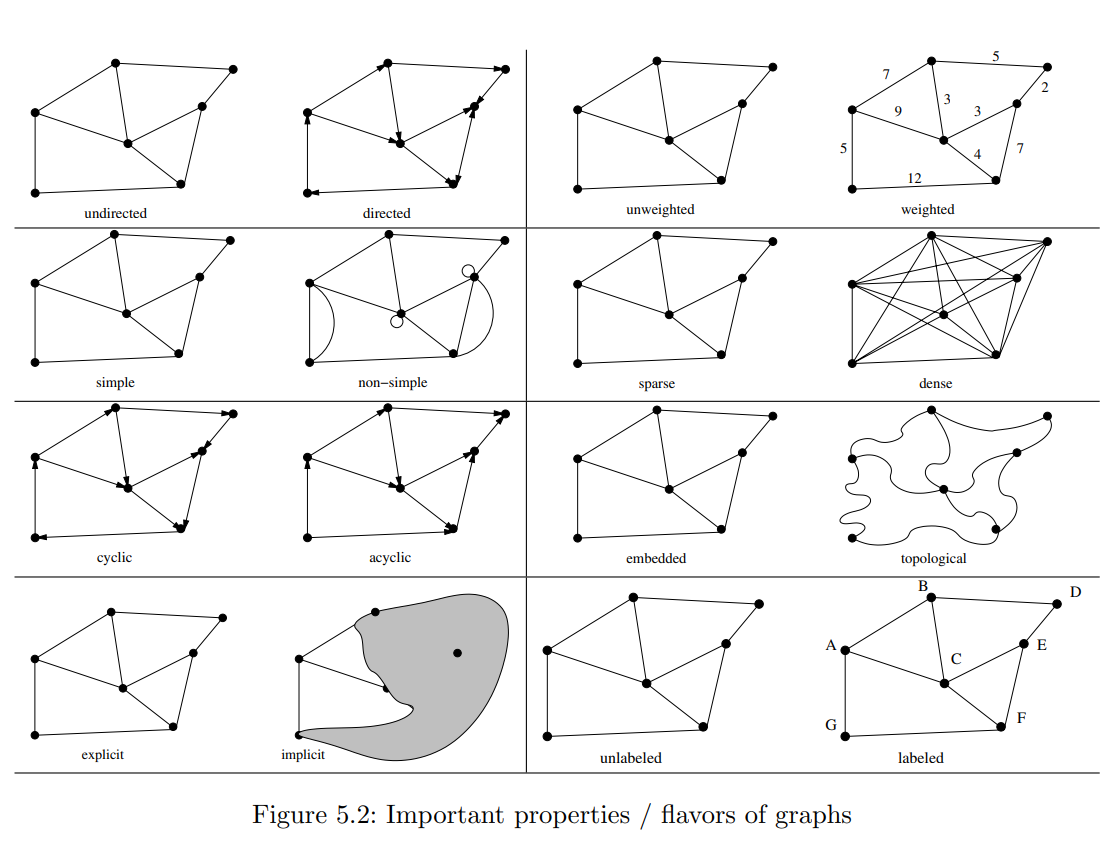 7
5
2
9
3
3
5
4
7
12
undirected
directed
unweighted
weighted
simple
non−simple
sparse
dense
cyclic
acyclic
embedded
topological
B
D
A
C
E
G
F
explicit
implicit
unlabeled
labeled
Figure 5.2: Important properties / flavors of graphs